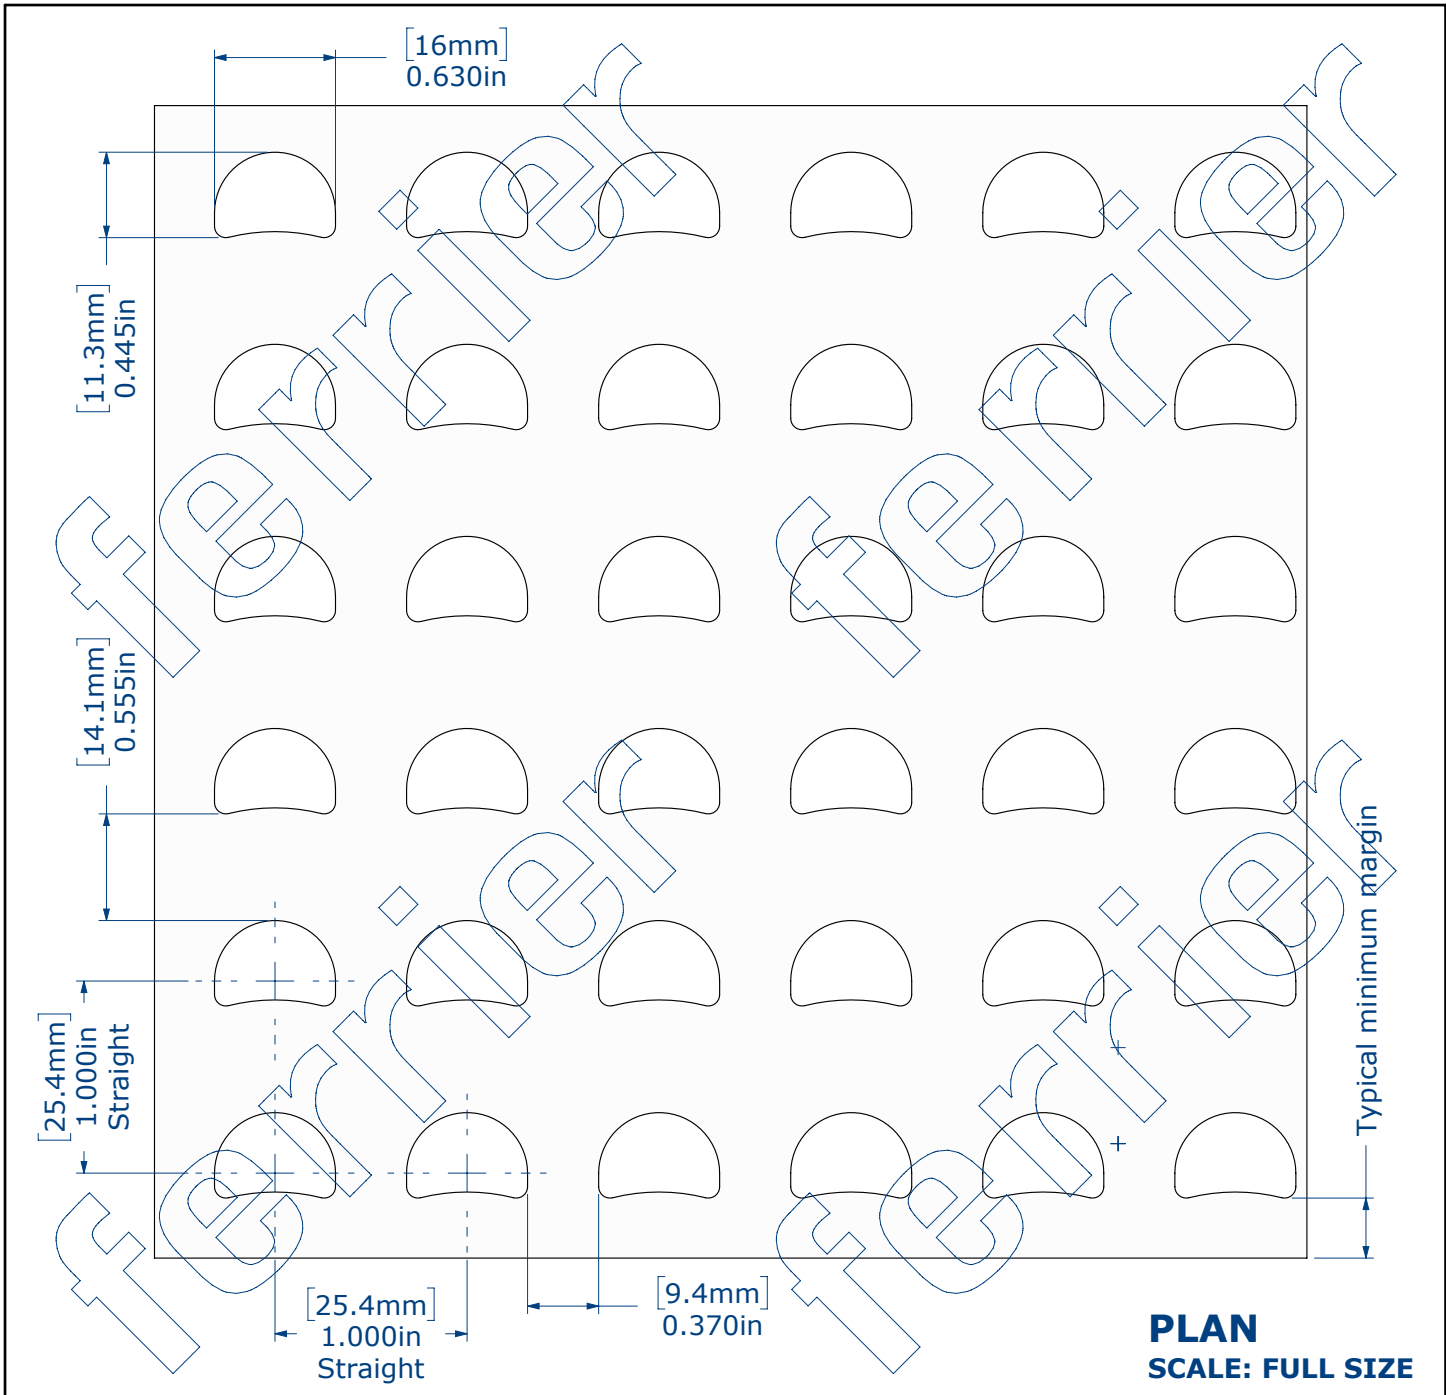 [16mm]
0.630in
[11.3mm]
0.445in
[14.1mm]
0.555in
[25.4mm]
1.000in
Straight
[25.4mm]
1.000in
Straight
[9.4mm]
0.370in
Typical minimum margin
PLAN
SCALE: FULL SIZE
ferrier
ferrier
ferrier
ferrier